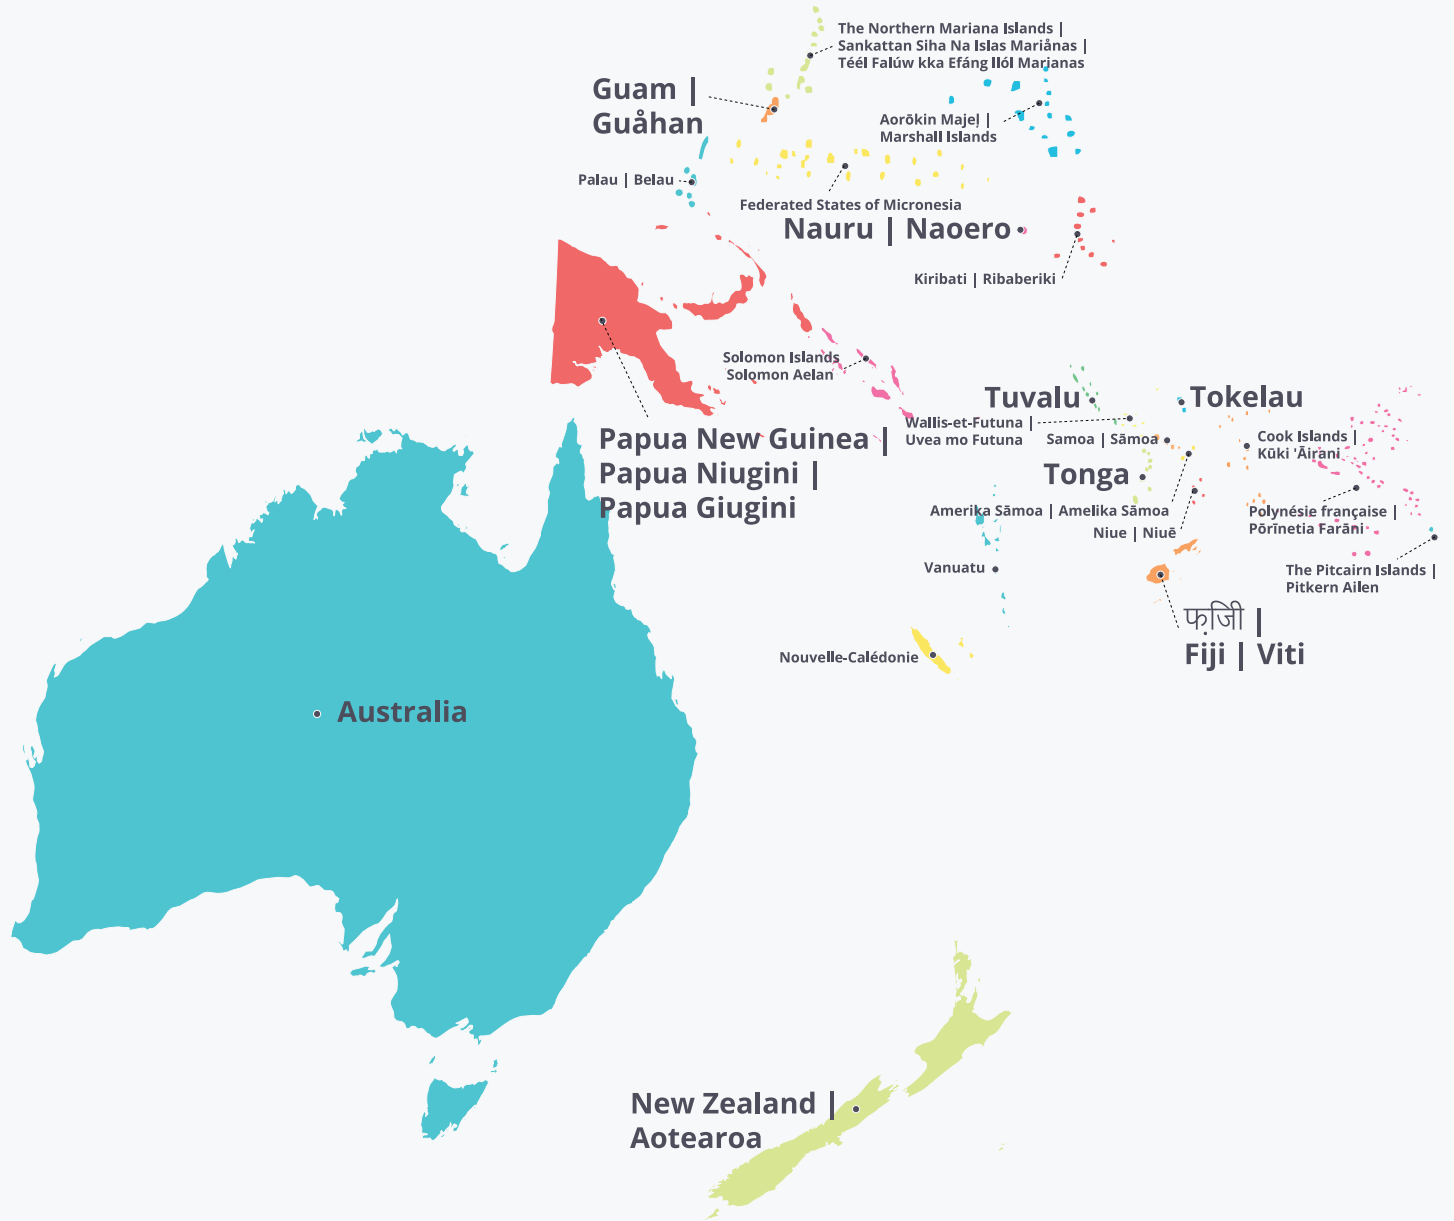 The Northern Mariana Islands |
Sankattan Siha Na Islas Mariånas |
Téél Falúw kka Efáng llól Marianas
Guam |
Guåhan
Aorōkin Majeļ |
Marshall Islands
Palau | Belau
Federated States of Micronesia
Nauru | Naoero
Kiribati | Ribaberiki
Solomon Islands
Solomon Aelan
Tuvalu
Tokelau
Wallis-et-Futuna |
Uvea mo Futuna
Samoa | Sāmoa
Cook Islands |
Kūki 'Āirani
Papua New Guinea |
Papua Niugini |
Papua Giugini
Tonga
Amerika Sāmoa | Amelika Sāmoa
Niue | Niuē
Polynésie française |
Pōrīnetia Farāni
Vanuatu
The Pitcairn Islands |
Pitkern Ailen
फ़िजी |
Fiji | Viti
Nouvelle-Calédonie
Australia
New Zealand |
Aotearoa